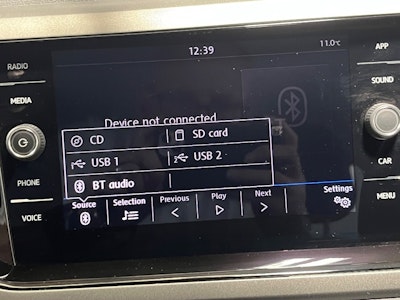 12:39
11.0°C
RADIO
MEDIA
PHONE
VOICE
Device not connected
CD
SD card
USB 1
USB 2
BT audio
Source
Selection
Previous
Play
Next
Settings
APP
SOUND
CAR
MENU